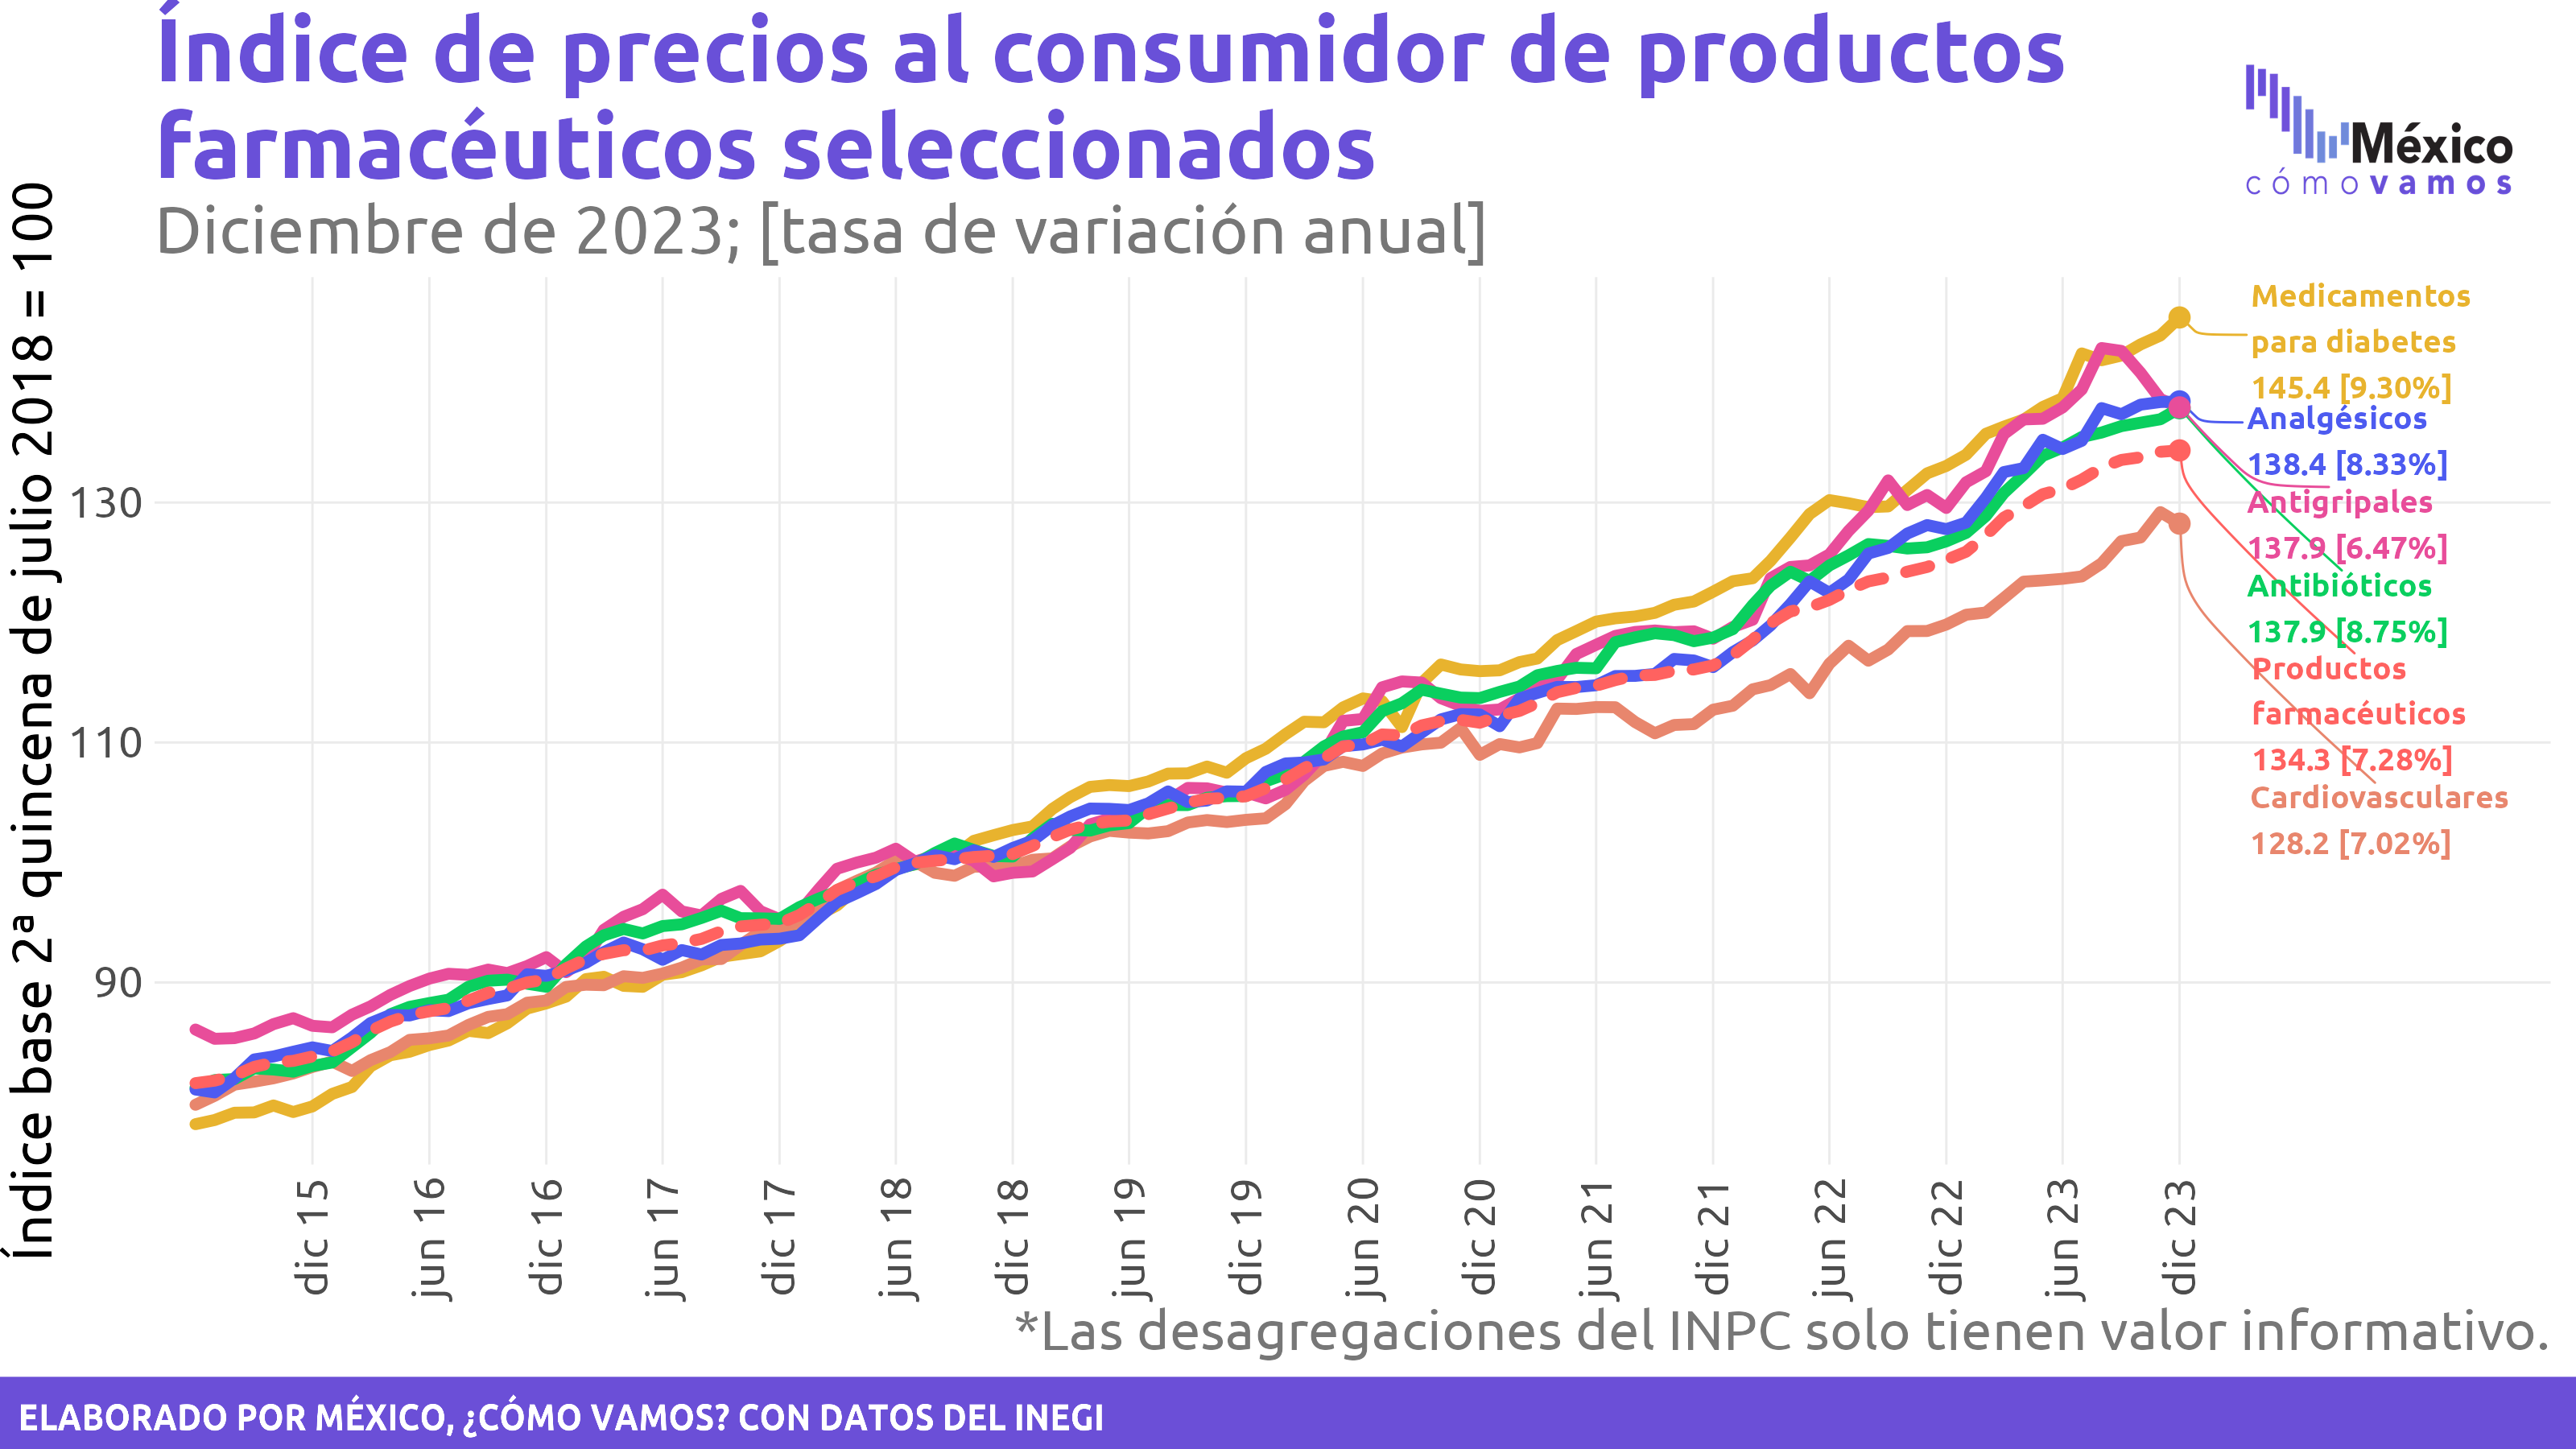 Índice de precios al consumidor de productos
farmacéuticos seleccionados
Diciembre de 2023; [tasa de variación anual]
México
cómo vamos
Índice base 2ª quincena de julio 2018 = 100
130
110
90
Medicamentos
para diabetes
145.4 [9.30%]
Analgésicos
138.4 [8.33%]
Antigripales
137.9 [6.47%]
Antibióticos
137.9 [8.75%]
Productos
farmacéuticos
134.3 [7.28%]
Cardiovasculares
128.2 [7.02%]
dic 15
jun 16
dic 16
jun 17
dic 17
jun 18
dic 18
jun 19
dic 19
jun 20
dic 20
jun 21
dic 21
jun 22
dic 22
jun 23
dic 23
*Las desagregaciones del INPC solo tienen valor informativo.
ELABORADO POR MÉXICO, ¿CÓMO VAMOS? CON DATOS DEL INEGI